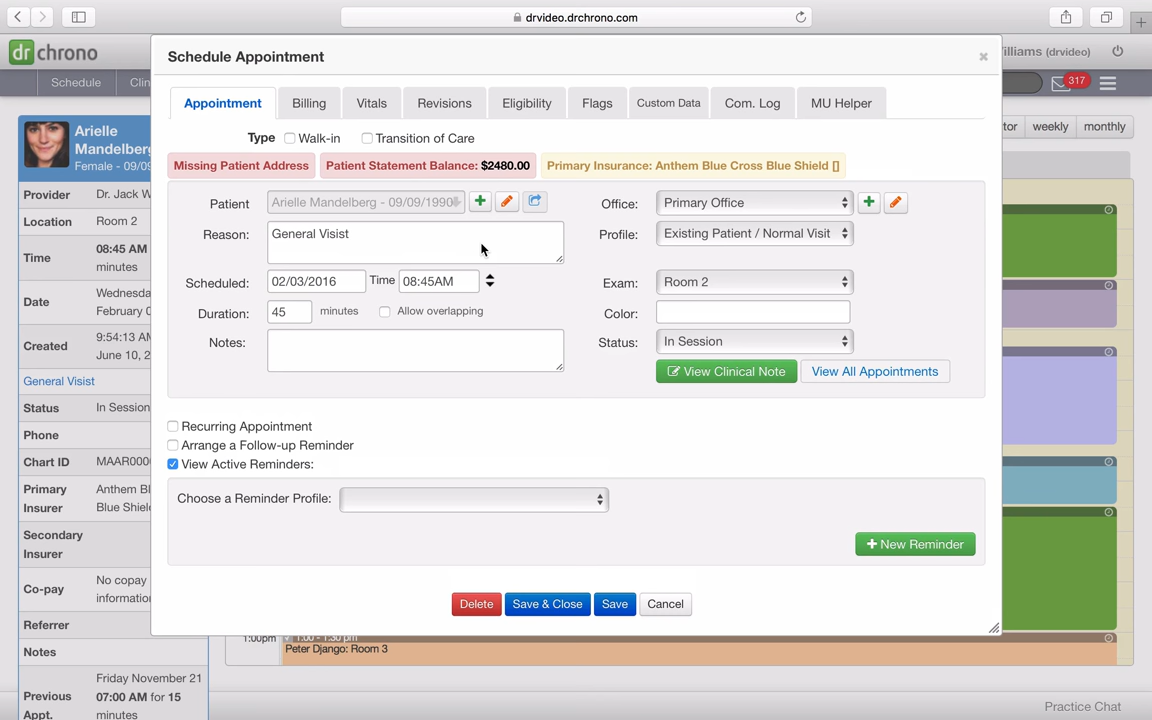 drvideo.drchrono.com
dr chrono
Schedule Appointment
illiams (drvideo)
Schedule
Clin
317
Appointment
Billing
Vitals
Revisions
Eligibility
Flags
Custom Data
Com. Log
MU Helper
tor
weekly
monthly
Arielle
Mandelberg
Female - 09/09
Type
Walk-in
Transition of Care
Missing Patient Address
Patient Statement Balance: $2480.00
Primary Insurance: Anthem Blue Cross Blue Shield []
Patient
Arielle Mandelberg - 09/09/1990
Office:
Primary Office
Reason:
General Visist
Profile:
Existing Patient / Normal Visit
Scheduled:
02/03/2016
Time
08:45AM
Exam:
Room 2
Duration:
45
minutes
Allow overlapping
Color:
Notes:
Status:
In Session
View Clinical Note
View All Appointments
Recurring Appointment
Arrange a Follow-up Reminder
View Active Reminders:
Choose a Reminder Profile:
New Reminder
Delete
Save & Close
Save
Cancel
Provider
Dr. Jack W
Location
Room 2
Time
08:45 AM
minutes
Date
Wednesda
February 0
Created
9:54:13 AM
June 10, 2
General Visist
Status
In Session
Phone
Chart ID
MAAR000
Primary
Insurer
Anthem Bl
Blue Shield
Secondary
Insurer
Co-pay
No copay
information
Referrer
Notes
Previous
Appt.
Friday November 21
07:00 AM for 15
minutes
1:00pm
1:00 - 1:30 pm
Peter Django: Room 3
Practice Chat